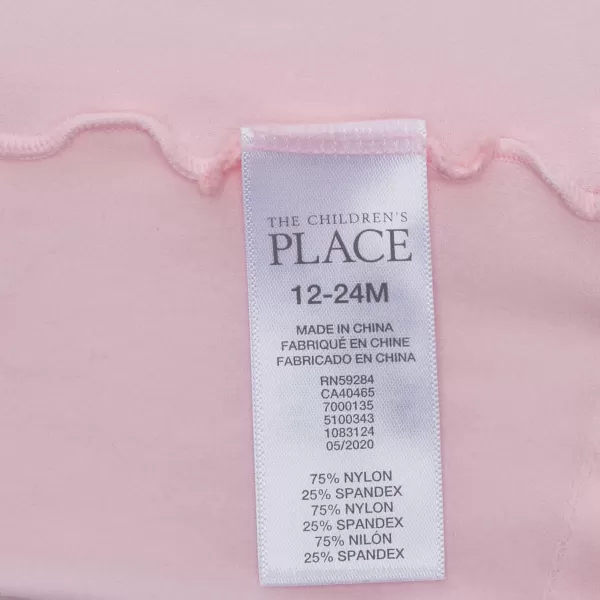 THE CHILDREN'S
PLACE
12-24M
MADE IN CHINA
FABRIQUÉ EN CHINE
FABRICADO EN CHINA
RN59284
CA40465
7000135
5100343
1083124
05/2020
75% NYLON
25% SPANDEX
75% NYLON
25% SPANDEX
75% NILÓN
25% SPANDEX